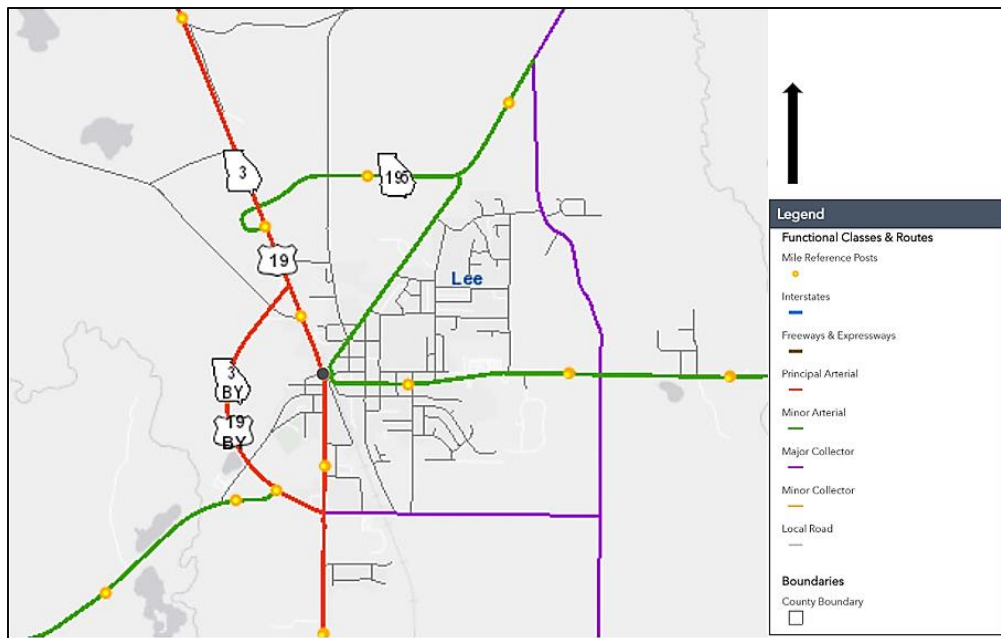 3
195
19
Lee
3
BY
19
BY
Legend
Functional Classes & Routes
Mile Reference Posts
Interstates
Freeways & Expressways
Principal Arterial
Minor Arterial
Major Collector
Minor Collector
Local Road
Boundaries
County Boundary